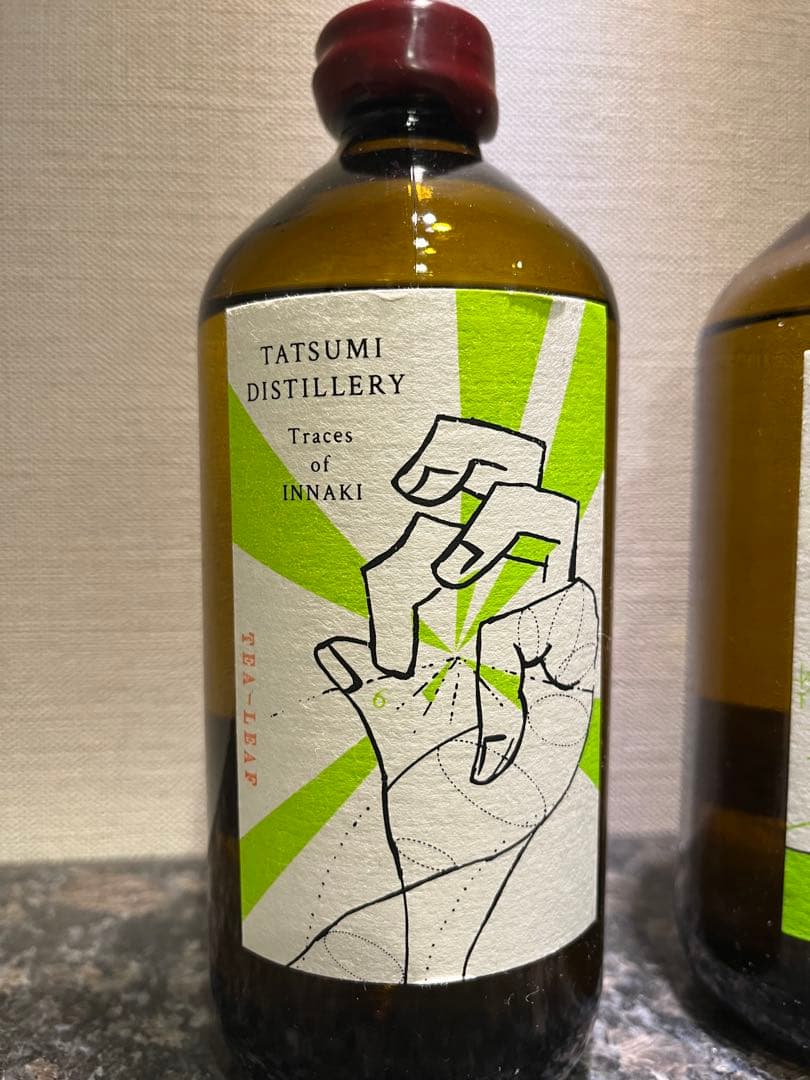 TATSUMI
DISTILLERY
Traces
of
INNAKI
TEA-LEAF
6